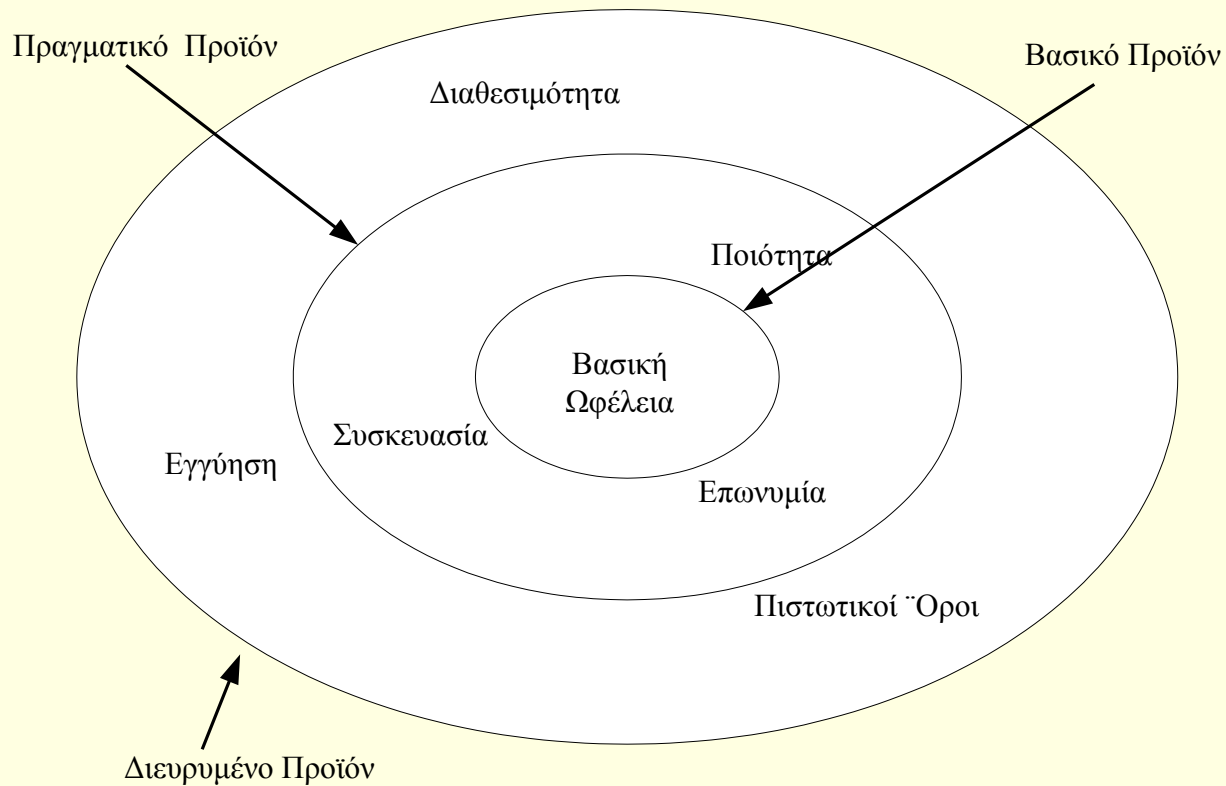 Πραγματικό Προϊόν
Βασικό Προϊόν
Διαθεσιμότητα
Ποιότητα
Βασική
Ωφέλεια
Συσκευασία
Εγγύηση
Επωνυμία
Πιστωτικοί ¨Οροι
Διευρυμένο Προϊόν